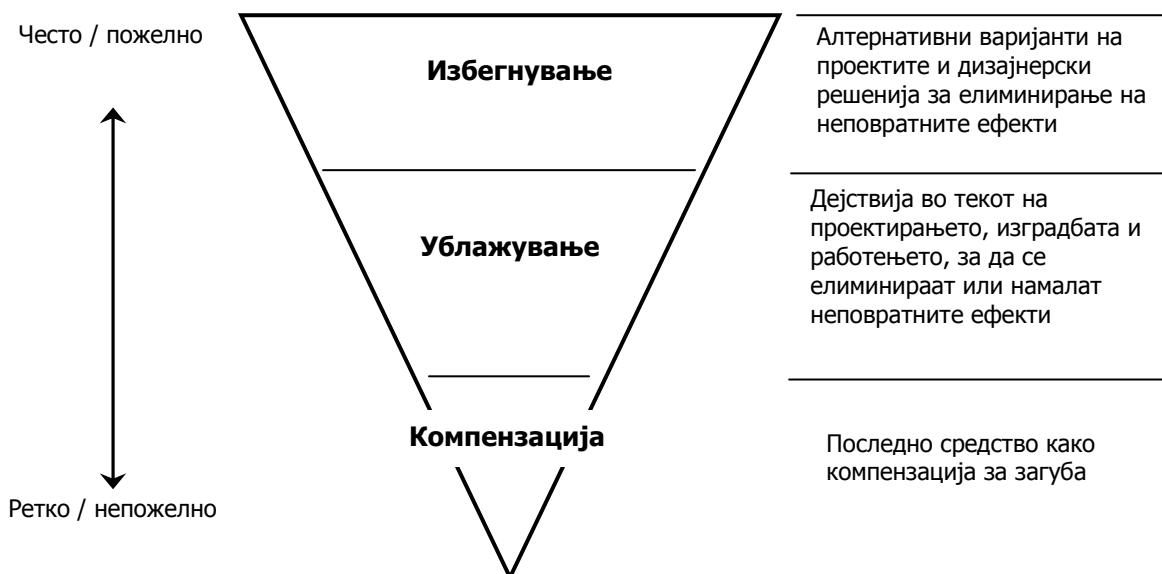 Често / пожелно
Избегнување
Алтернативни варијанти на
проектите и дизајнерски
решенија за елиминирање на
неповратните ефекти
Ублажување
Дејствија во текот на
проектирањето, изградбата и
работењето, за да се
елиминираат или намалат
неповратните ефекти
Компензација
Последно средство како
компензација за загуба
Ретко / непожелно